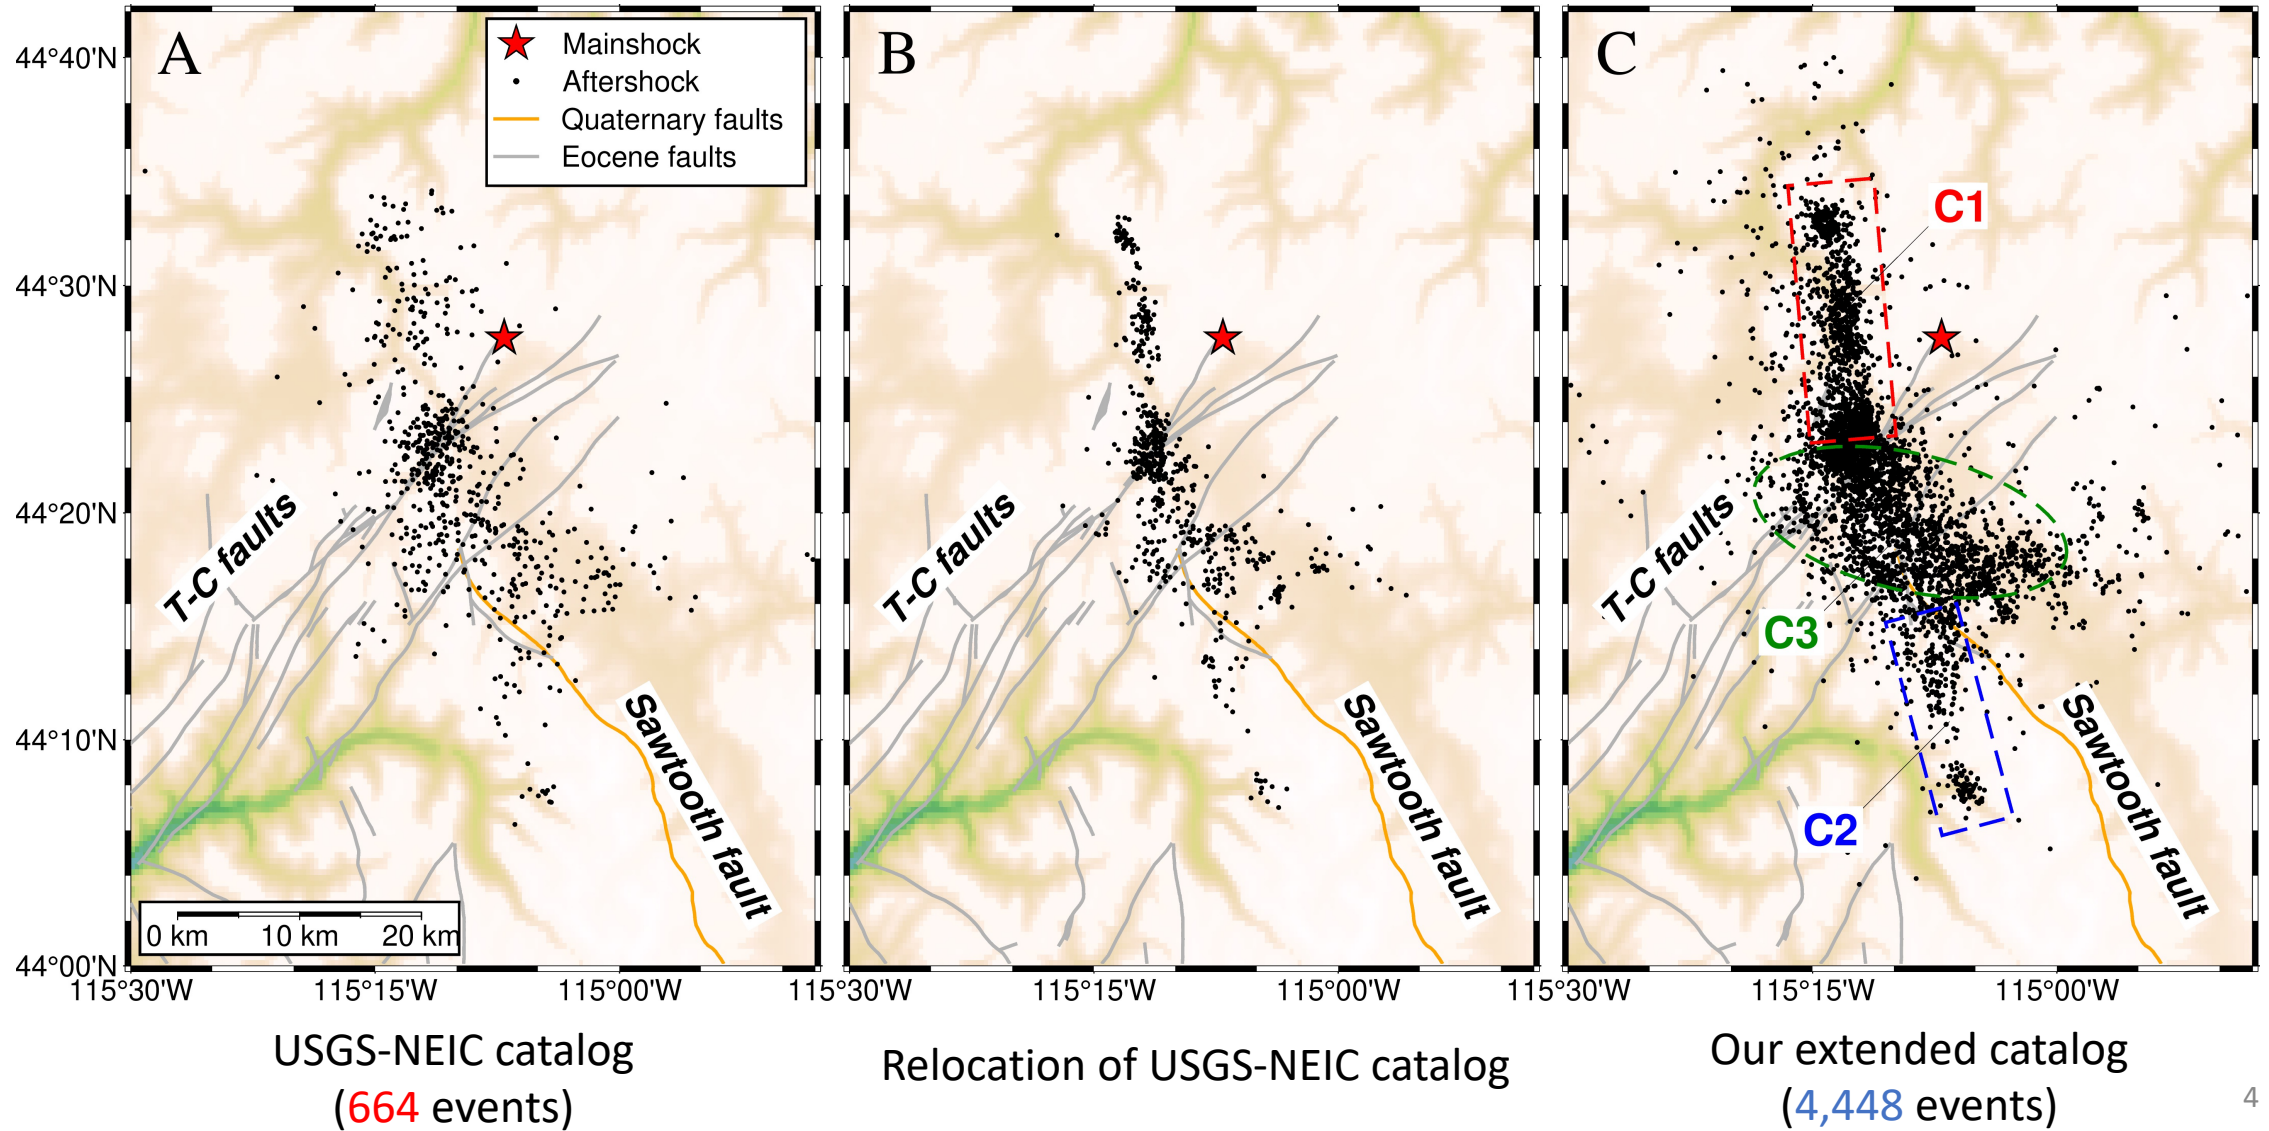 A
Mainshock
Aftershock
Quaternary faults
Eocene faults
B
C
44°40'N
44°30'N
44°20'N
44°10'N
44°00'N
T-C faults
Sawtooth fault
0 km 10 km 20 km
115°30'W 115°15'W 115°00'W
T-C faults
Sawtooth fault
115°30'W 115°15'W 115°00'W
C1
T-C faults
C3
C2
Sawtooth fault
115°30'W 115°15'W 115°00'W
USGS-NEIC catalog
(664 events)
Relocation of USGS-NEIC catalog
Our extended catalog
(4,448 events)
4